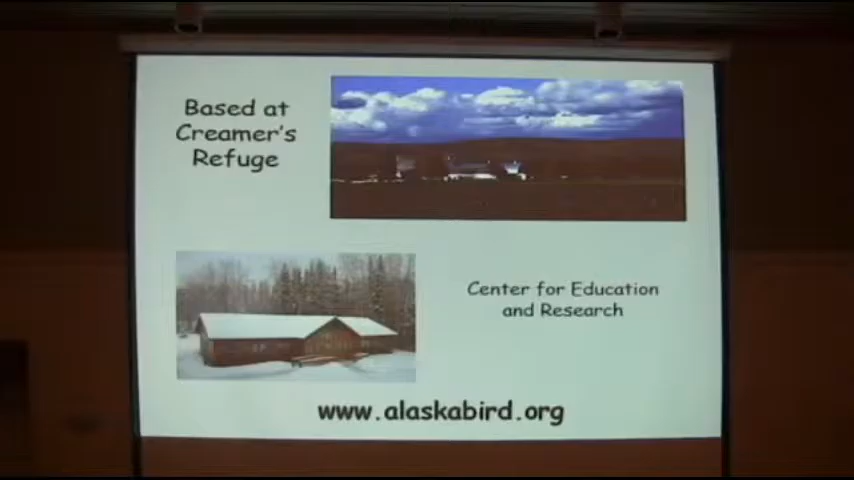 Based at
Creamer's
Refuge
Center for Education
and Research
www.alaskabird.org